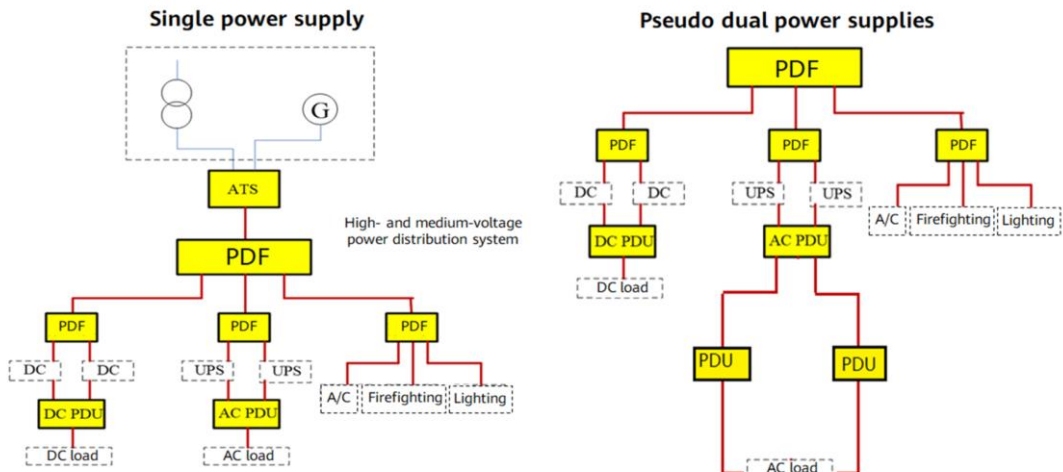 Single power supply
G
ATS
High- and medium-voltage
power distribution system
PDF
PDF
PDF
PDF
DC
DC
UPS
UPS
A/C
Firefighting
Lighting
DC PDU
AC PDU
DC load
AC load
Pseudo dual power supplies
PDF
PDF
PDF
PDF
DC
DC
UPS
UPS
A/C
Firefighting
Lighting
DC PDU
AC PDU
DC load
PDU
PDU
AC load